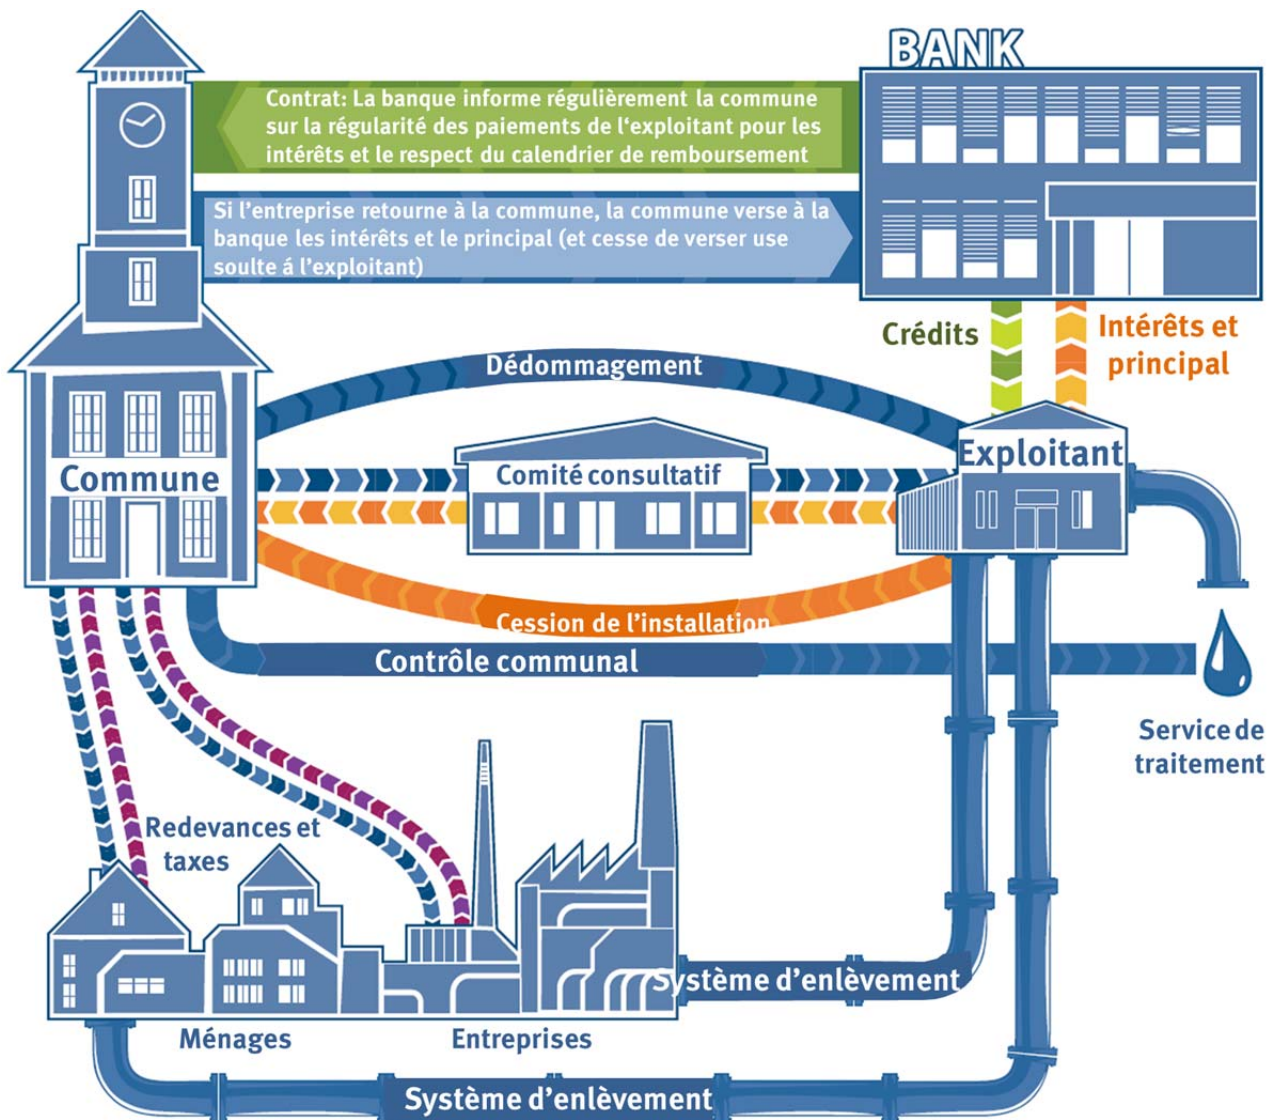 BANK
Contrat: La banque informe régulièrement la commune
sur la régularité des paiements de l‘exploitant pour les
intérêts et le respect du calendrier de remboursement
Si l’entreprise retourne à la commune, la commune verse à la
banque les intérêts et le principal (et cesse de verser use
soulte á l’exploitant)
Crédits
Intérêts et
principal
Dédommagement
Commune
Comité consultatif
Exploitant
Cession de l’installation
Contrôle communal
Service de
traitement
Redevances et
taxes
Système d’enlèvement
Ménages
Entreprises
Système d’enlèvement